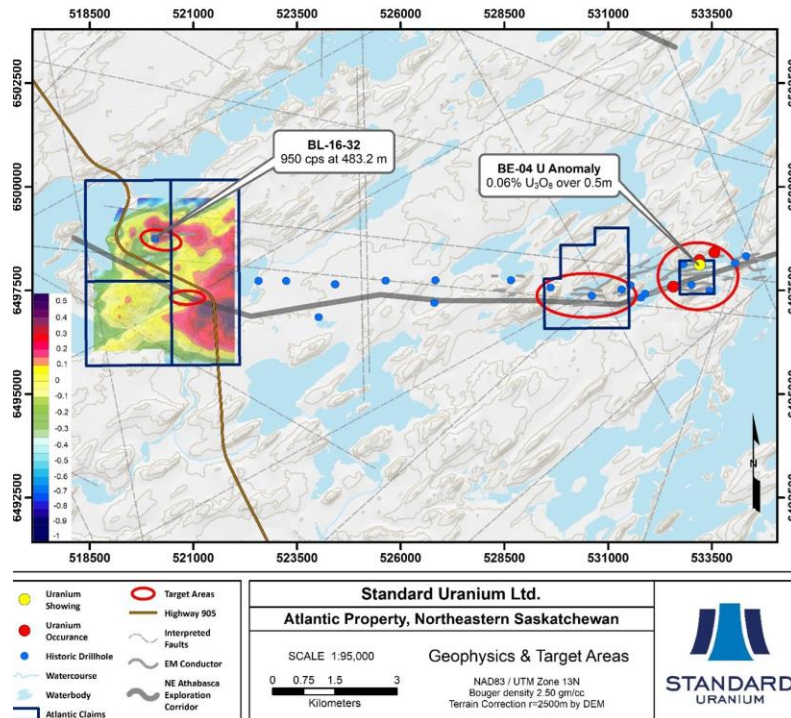 518500
521000
523500
526000
528500
531000
533500
6502500
6500000
6497500
6495000
6492500
BL-16-32
950 cps at 483.2 m
BE-04 U Anomaly
0.06% U₃O₈ over 0.5m
0.5
0.4
0.3
0.2
0.1
0
-0.1
-0.2
-0.3
-0.4
-0.5
-0.6
-0.7
-0.8
-0.9
-1
N
518500
521000
523500
526000
528500
531000
533500
Uranium
Showing
Uranium
Occurance
Historic Drillhole
Watercourse
Waterbody
Atlantic Claims
Target Areas
Highway 905
Interpreted
Faults
EM Conductor
NE Athabasca
Exploration
Corridor
Standard Uranium Ltd.
Atlantic Property, Northeastern Saskatchewan
SCALE 1:95,000
0 0.75 1.5 3
Kilometers
Geophysics & Target Areas
NAD83 / UTM Zone 13N
Bouger density 2.50 gm/cc
Terrain Correction r=2500m by DEM
STANDARD
URANIUM